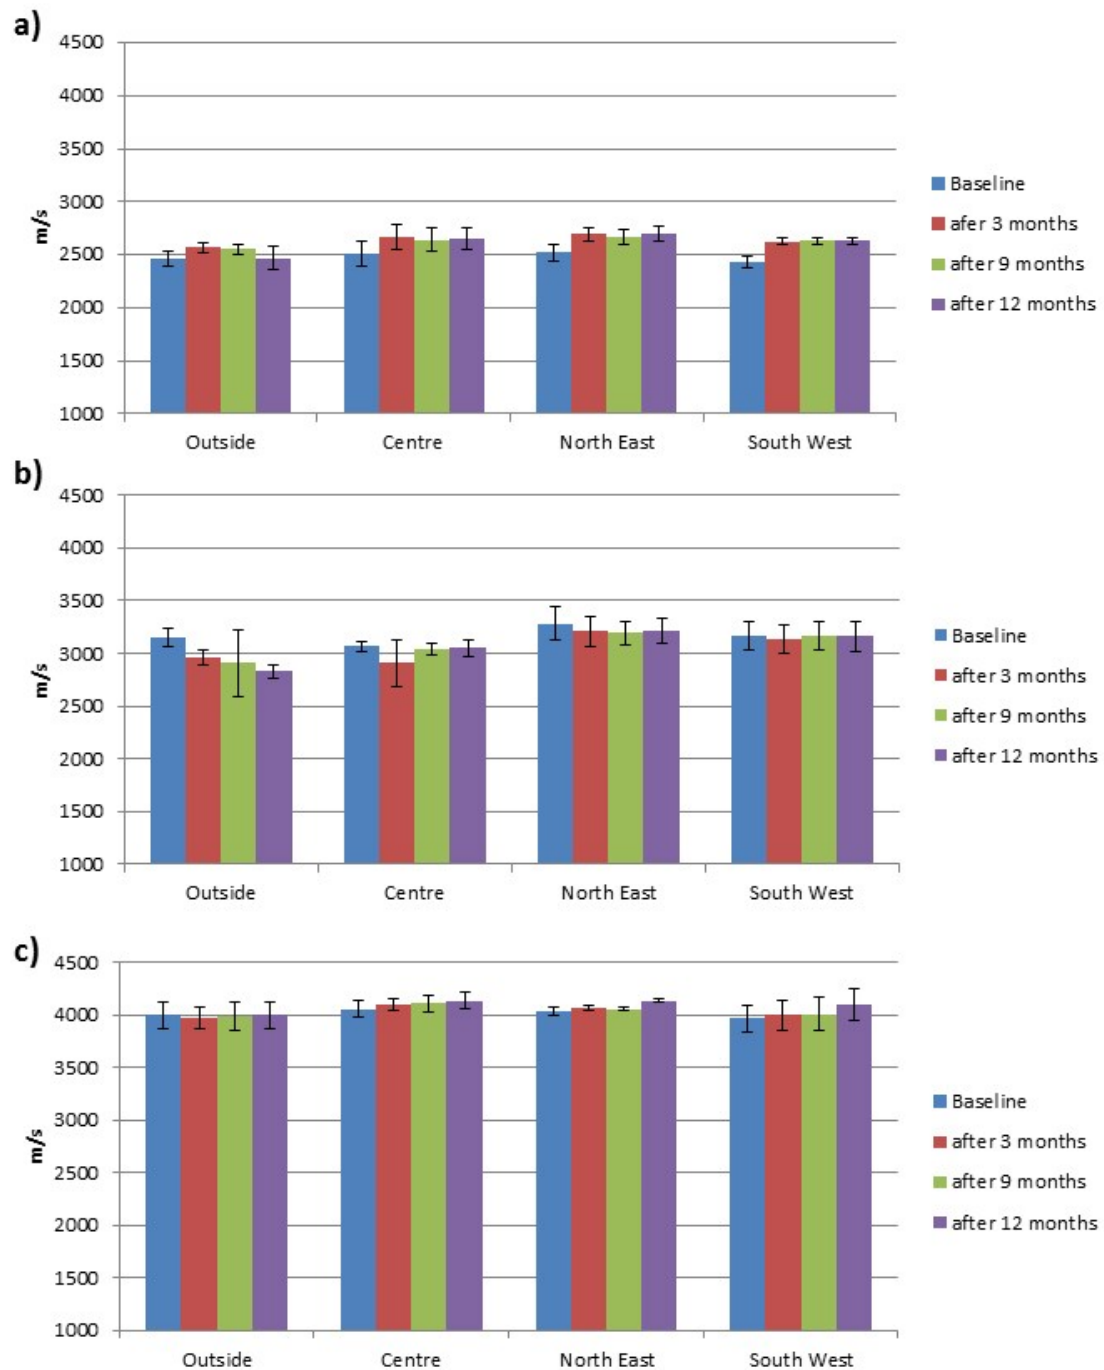 a)
4500
4000
3500
3000
2500
2000
1500
1000
m/s
Outside Centre North East South West
Baseline
afer 3 months
after 9 months
after 12 months
b)
4500
4000
3500
3000
2500
2000
1500
1000
m/s
Outside Centre North East South West
Baseline
after 3 months
after 9 months
after 12 months
c)
4500
4000
3500
3000
2500
2000
1500
1000
m/s
Outside Centre North East South West
Baseline
after 3 months
after 9 months
after 12 months